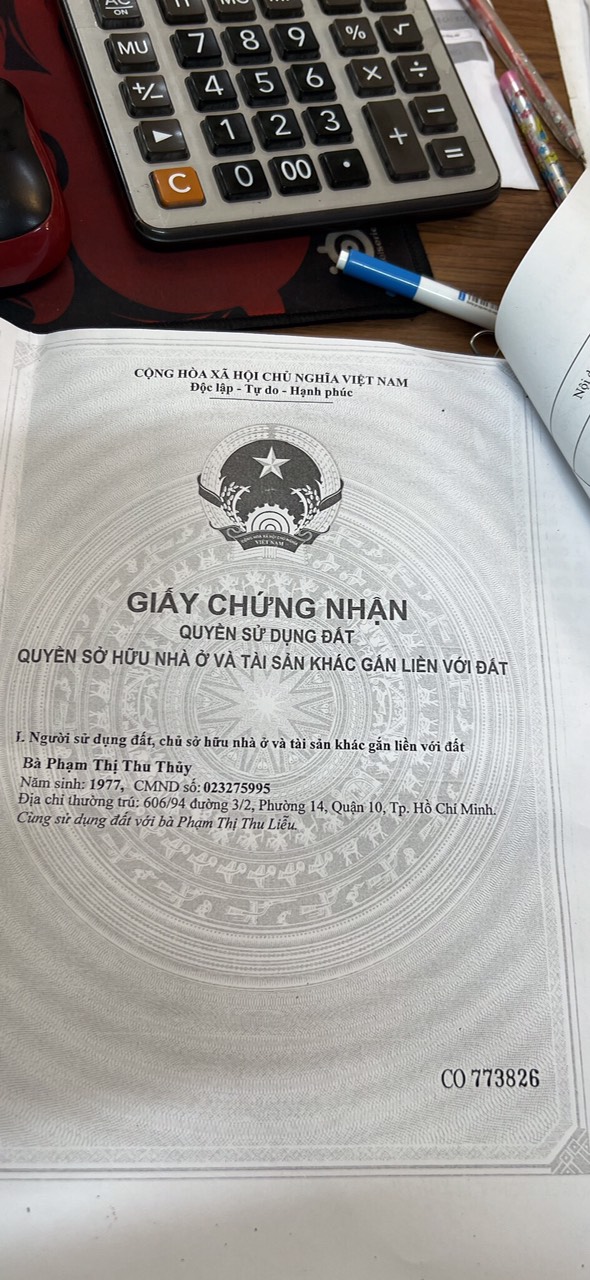 AC
ON
MU
7
8
9
%
√
+/−
4
5
6
×
÷
►
1
2
3
+
−
C
0
00
•
=
CỘNG HÒA XÃ HỘI CHỦ NGHĨA VIỆT NAM
Độc lập - Tự do - Hạnh phúc
VIỆT NAM
GIẤY CHỨNG NHẬN
QUYỀN SỬ DỤNG ĐẤT
QUYỀN SỞ HỮU NHÀ Ở VÀ TÀI SẢN KHÁC GẮN LIỀN VỚI ĐẤT
I. Người sử dụng đất, chủ sở hữu nhà ở và tài sản khác gắn liền với đất
Bà Phạm Thị Thu Thủy
Năm sinh: 1977, CMND số: 023275995
Địa chỉ thường trú: 606/94 đường 3/2, Phường 14, Quận 10, Tp. Hồ Chí Minh.
Cùng sử dụng đất với bà Phạm Thị Thu Liễu.
CO 773826
Nội